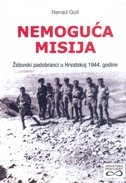 Nenad Goll
NEMOGUĆA
MISIJA
Židovski padobranci u Hrvatskoj 1944. godine